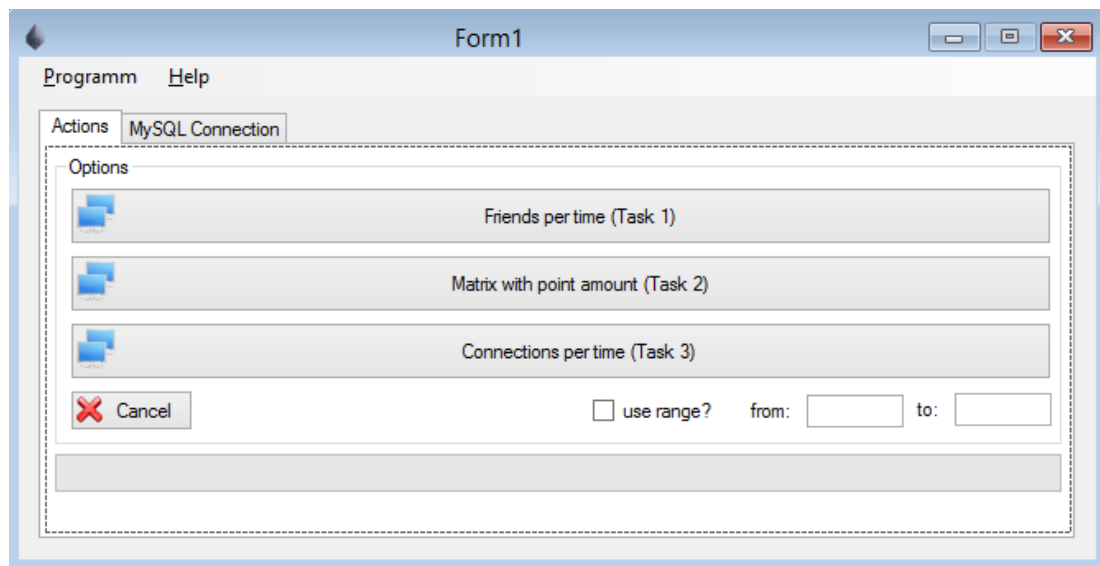 Form1
Programm Help
Actions MySQL Connection
Options
Friends per time (Task 1)
Matrix with point amount (Task 2)
Connections per time (Task 3)
Cancel use range? from: to: